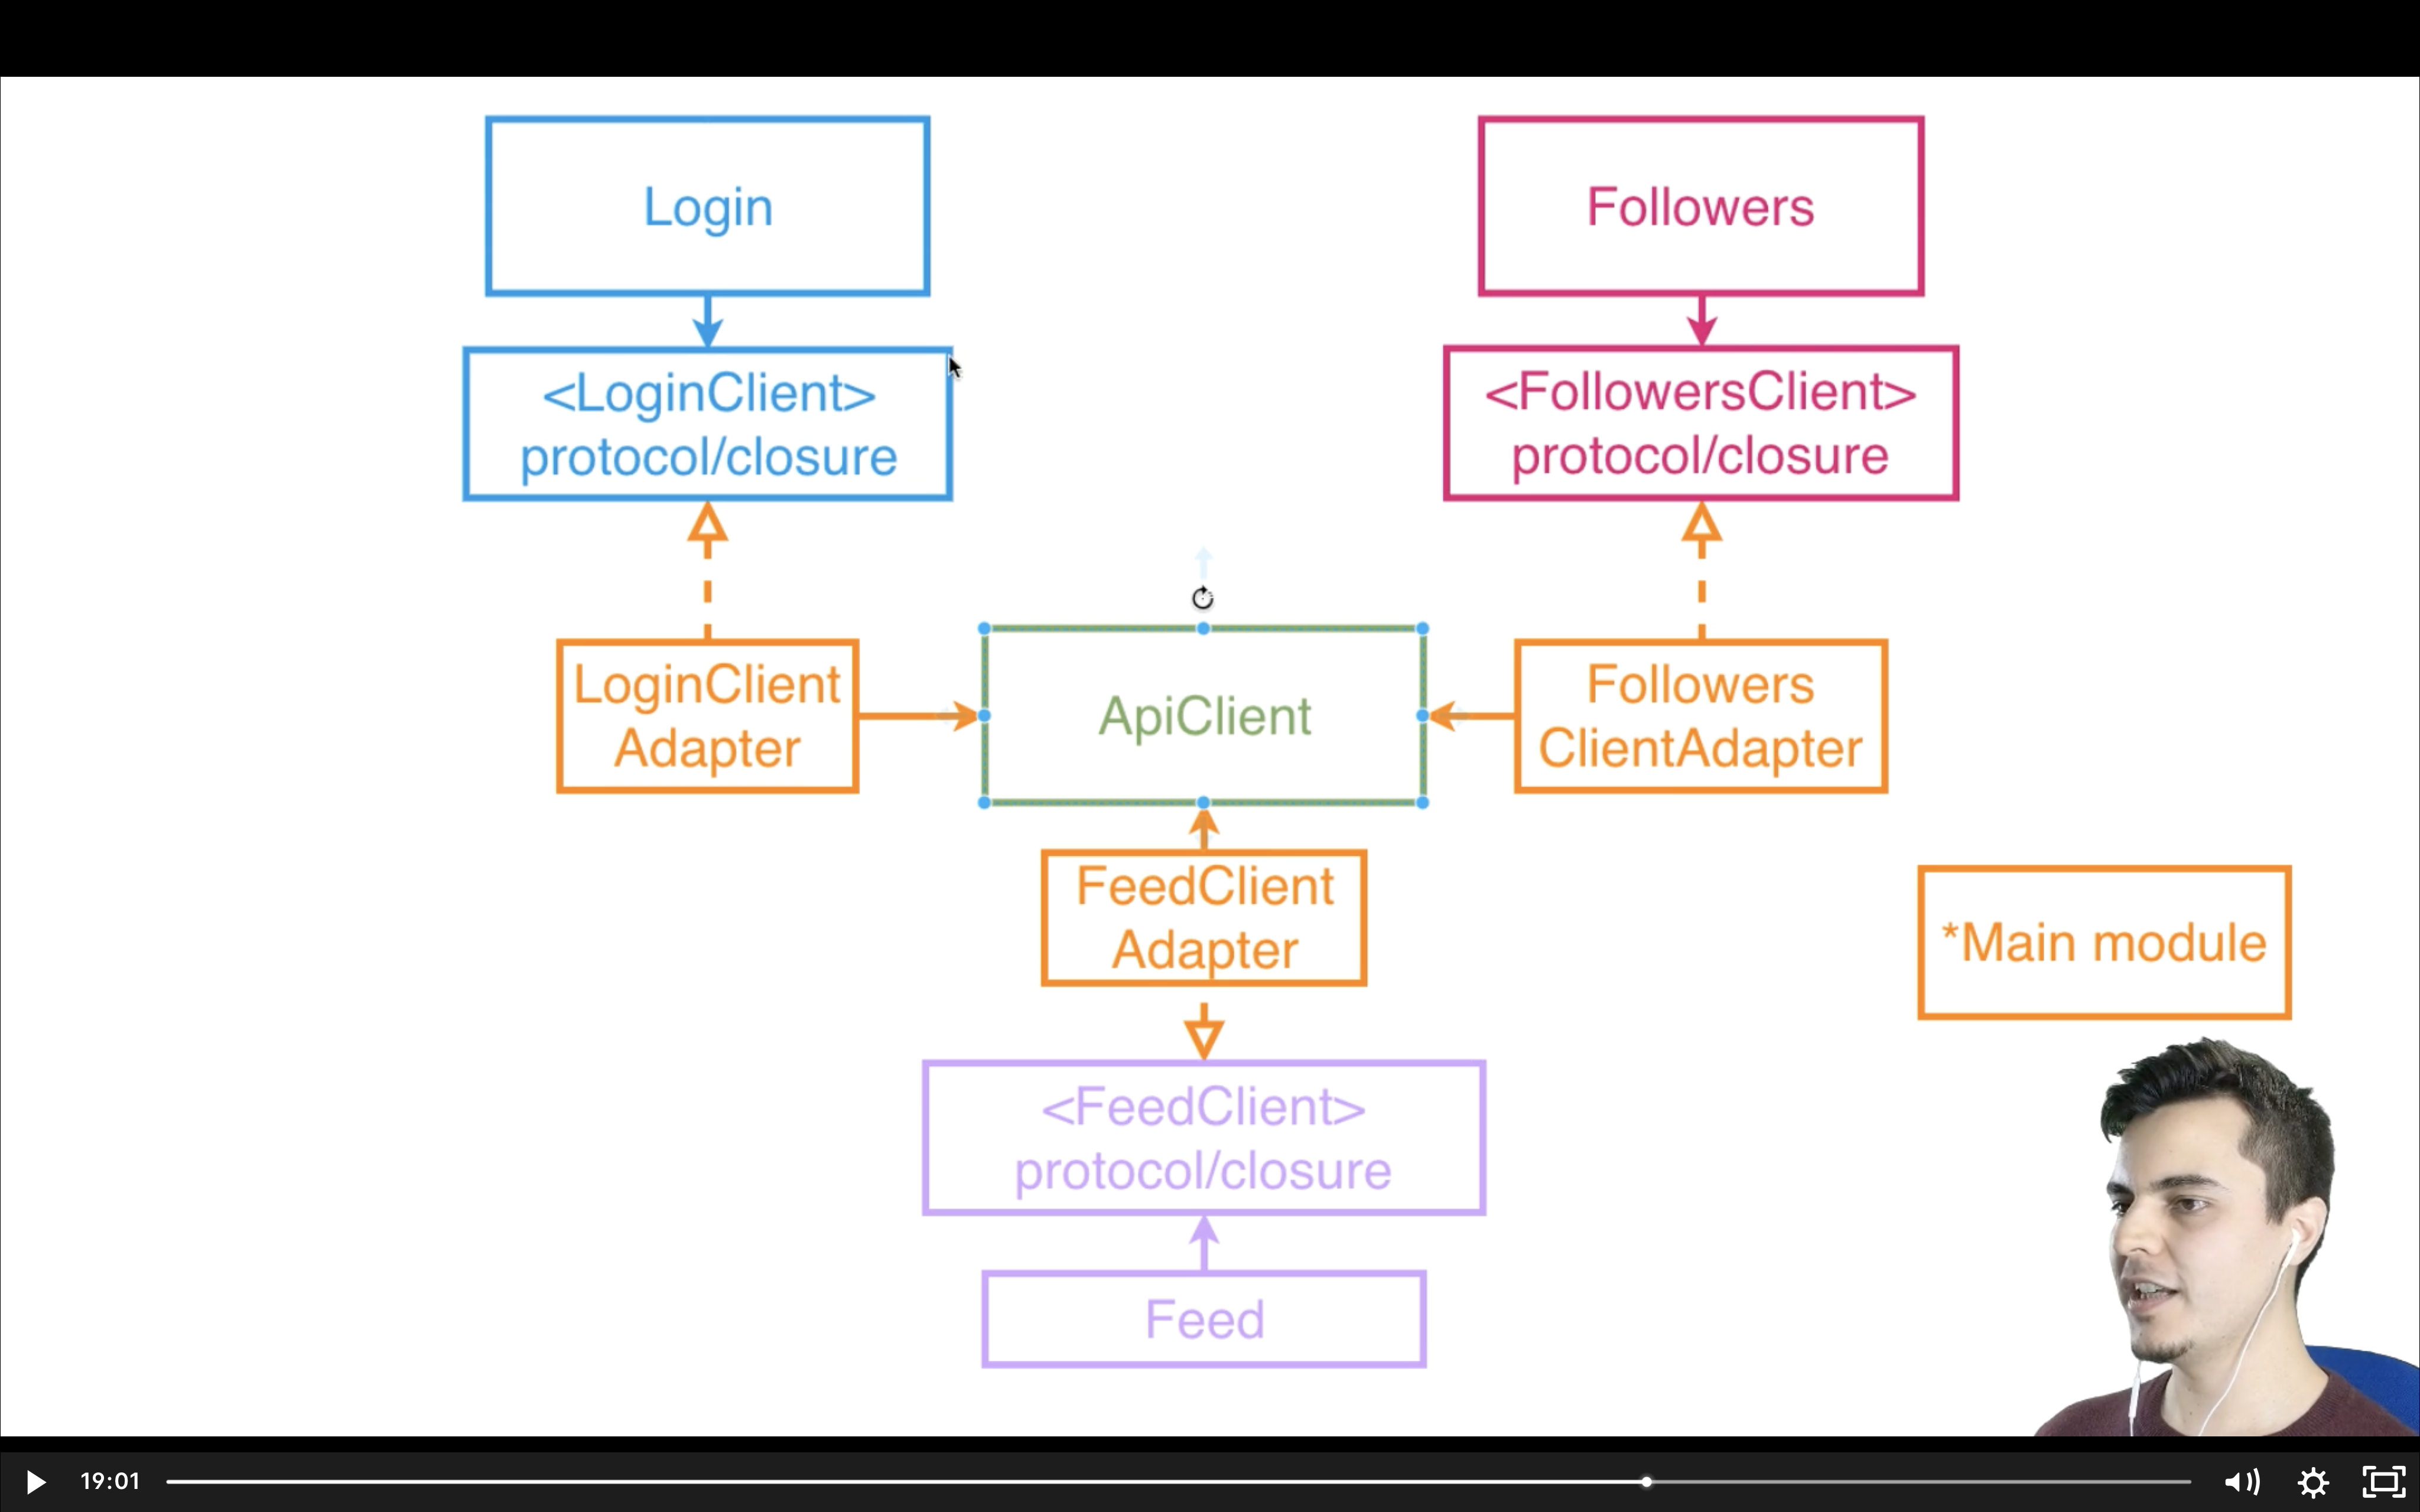 Login
Followers
<LoginClient>
protocol/closure
<FollowersClient>
protocol/closure
LoginClient
Adapter
ApiClient
Followers
ClientAdapter
FeedClient
Adapter
*Main module
<FeedClient>
protocol/closure
Feed
19:01